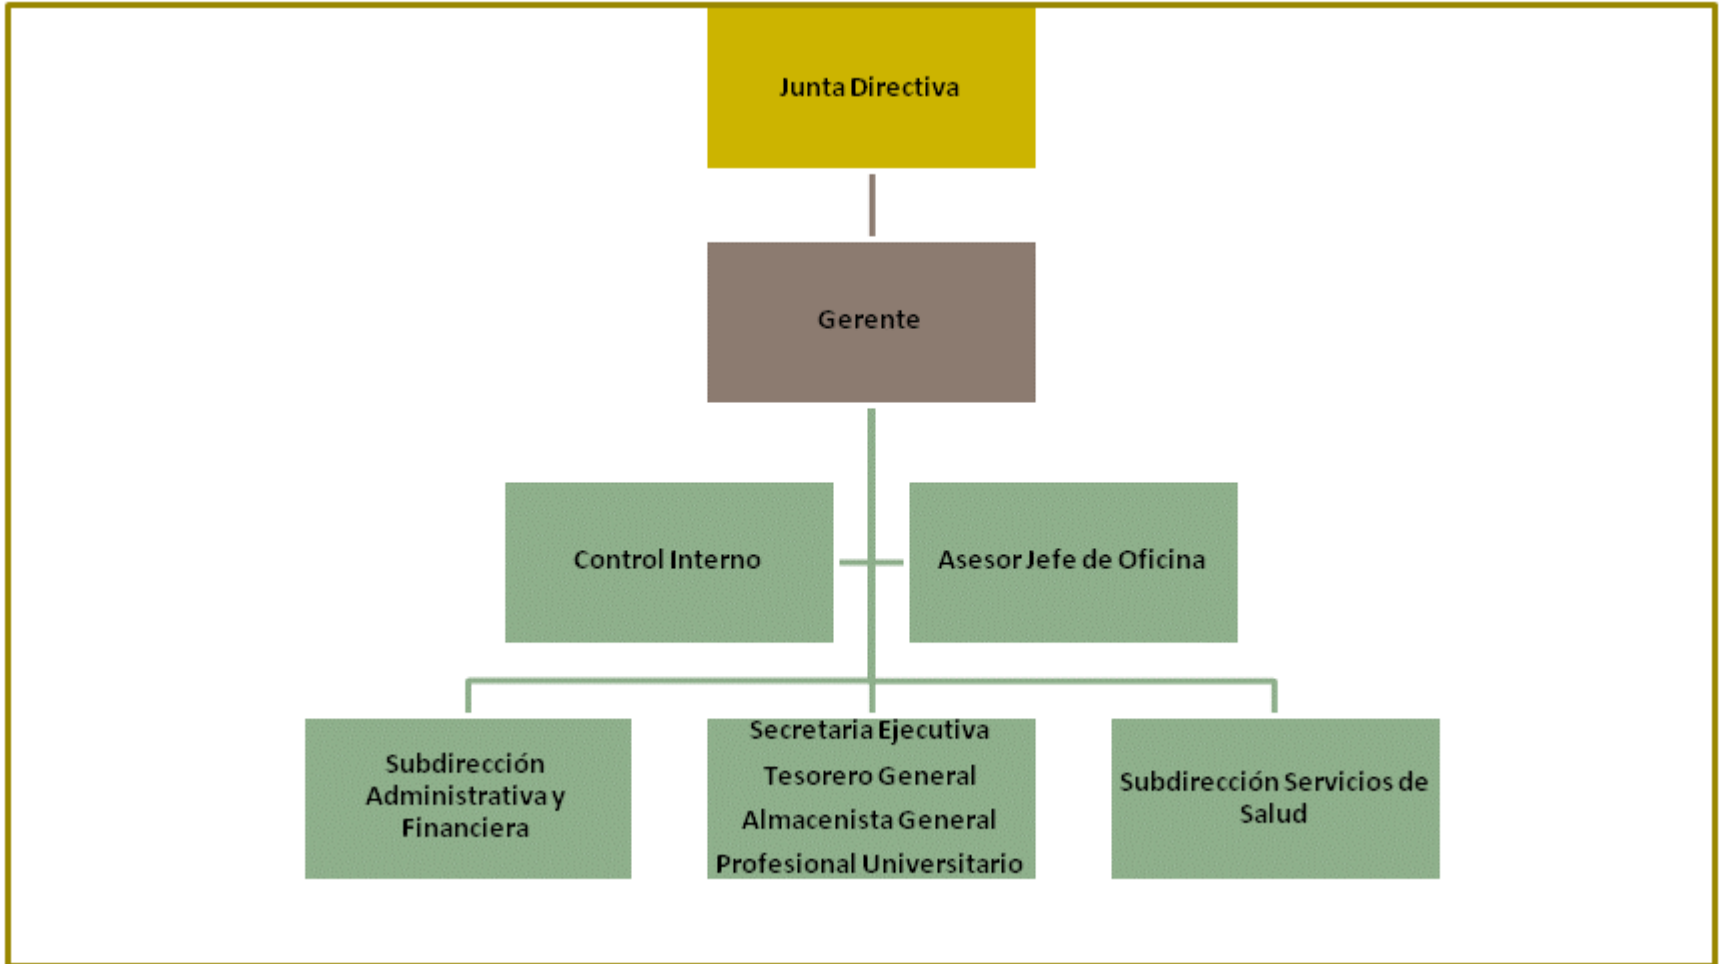 Junta Directiva
Gerente
Control Interno
Asesor Jefe de Oficina
Subdirección
Administrativa y
Financiera
Secretaria Ejecutiva
Tesorero General
Almacenista General
Profesional Universitario
Subdirección Servicios de
Salud